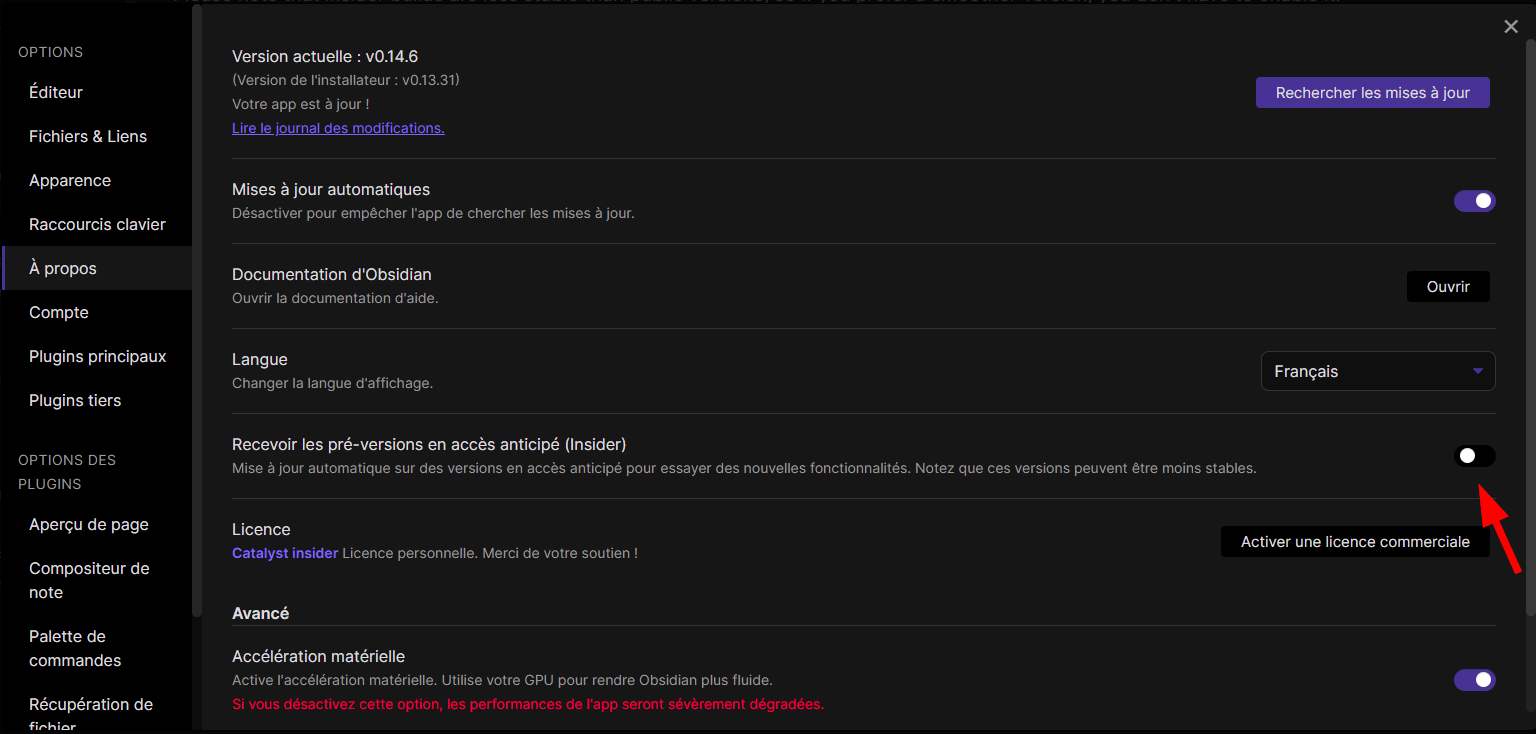 OPTIONS
Éditeur
Fichiers & Liens
Apparence
Raccourcis clavier
À propos
Compte
Plugins principaux
Plugins tiers
OPTIONS DES
PLUGINS
Aperçu de page
Compositeur de
note
Palette de
commandes
Récupération de
fichier
Version actuelle : v0.14.6
(Version de l'installateur : v0.13.31)
Votre app est à jour !
Lire le journal des modifications.
Rechercher les mises à jour
Mises à jour automatiques
Désactiver pour empêcher l'app de chercher les mises à jour.
Documentation d'Obsidian
Ouvrir la documentation d'aide.
Ouvrir
Langue
Changer la langue d'affichage.
Français
Recevoir les pré-versions en accès anticipé (Insider)
Mise à jour automatique sur des versions en accès anticipé pour essayer des nouvelles fonctionnalités. Notez que ces versions peuvent être moins stables.
Licence
Catalyst insider Licence personnelle. Merci de votre soutien !
Activer une licence commerciale
Avancé
Accélération matérielle
Active l'accélération matérielle. Utilise votre GPU pour rendre Obsidian plus fluide.
Si vous désactivez cette option, les performances de l'app seront sévèrement dégradées.